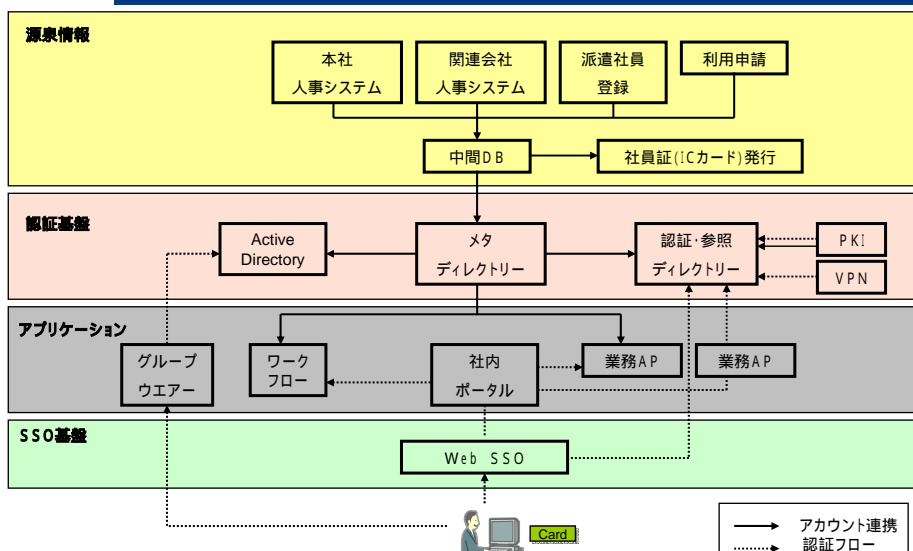 源泉情報
本社
人事システム
関連会社
人事システム
派遣社員
登録
利用申請
中間DB
社員証(ICカード)発行
認証基盤
Active
Directory
メタ
ディレクトリー
認証・参照
ディレクトリー
PKI
VPN
アプリケーション
グループ
ウエアー
ワーク
フロー
社内
ポータル
業務AP
業務AP
SSO基盤
Web SSO
Card
アカウント連携
認証フロー